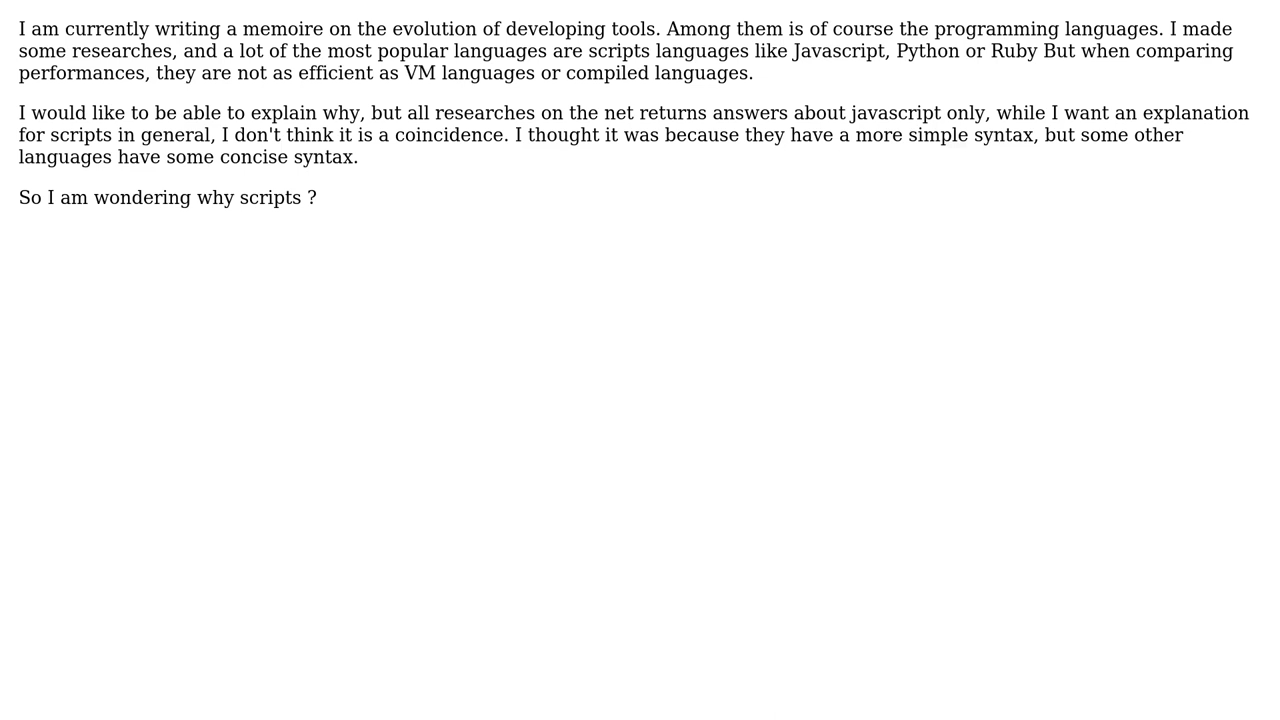 I am currently writing a memoire on the evolution of developing tools. Among them is of course the programming languages. I made
some researches, and a lot of the most popular languages are scripts languages like Javascript, Python or Ruby But when comparing
performances, they are not as efficient as VM languages or compiled languages.
I would like to be able to explain why, but all researches on the net returns answers about javascript only, while I want an explanation
for scripts in general, I don't think it is a coincidence. I thought it was because they have a more simple syntax, but some other
languages have some concise syntax.
So I am wondering why scripts ?